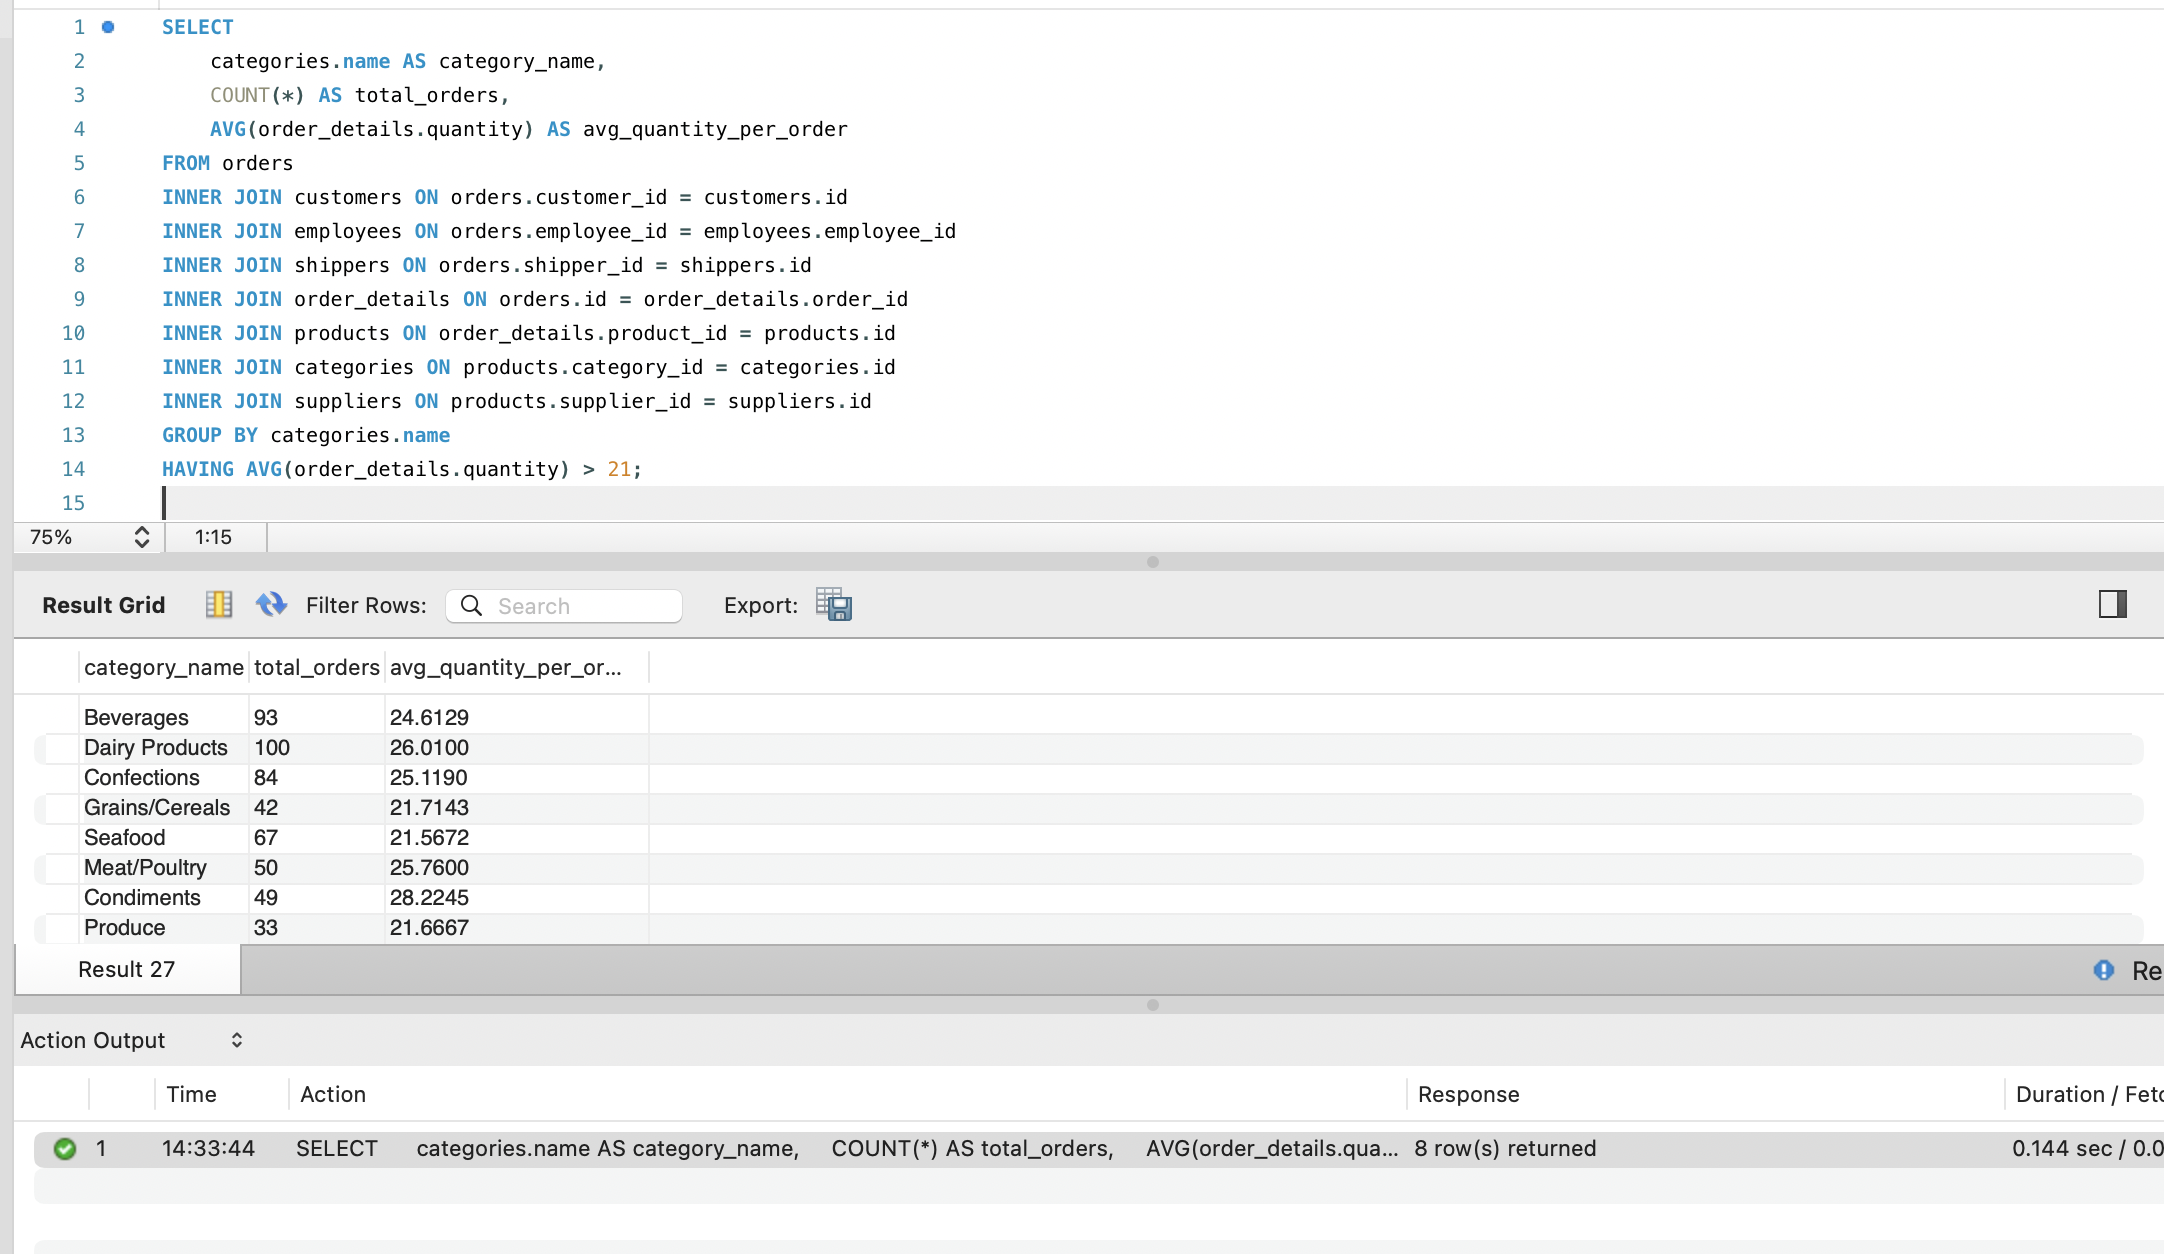 1 SELECT
2 categories.name AS category_name,
3 COUNT(*) AS total_orders,
4 AVG(order_details.quantity) AS avg_quantity_per_order
5 FROM orders
6 INNER JOIN customers ON orders.customer_id = customers.id
7 INNER JOIN employees ON orders.employee_id = employees.employee_id
8 INNER JOIN shippers ON orders.shipper_id = shippers.id
9 INNER JOIN order_details ON orders.id = order_details.order_id
10 INNER JOIN products ON order_details.product_id = products.id
11 INNER JOIN categories ON products.category_id = categories.id
12 INNER JOIN suppliers ON products.supplier_id = suppliers.id
13 GROUP BY categories.name
14 HAVING AVG(order_details.quantity) > 21;
15
75% 1:15
Result Grid Filter Rows: Search Export:
category_name total_orders avg_quantity_per_or...
Beverages 93 24.6129
Dairy Products 100 26.0100
Confections 84 25.1190
Grains/Cereals 42 21.7143
Seafood 67 21.5672
Meat/Poultry 50 25.7600
Condiments 49 28.2245
Produce 33 21.6667
Result 27 Re
Action Output
Time Action Response Duration / Fetc
1 14:33:44 SELECT categories.name AS category_name, COUNT(*) AS total_orders, AVG(order_details.qua... 8 row(s) returned 0.144 sec / 0.0